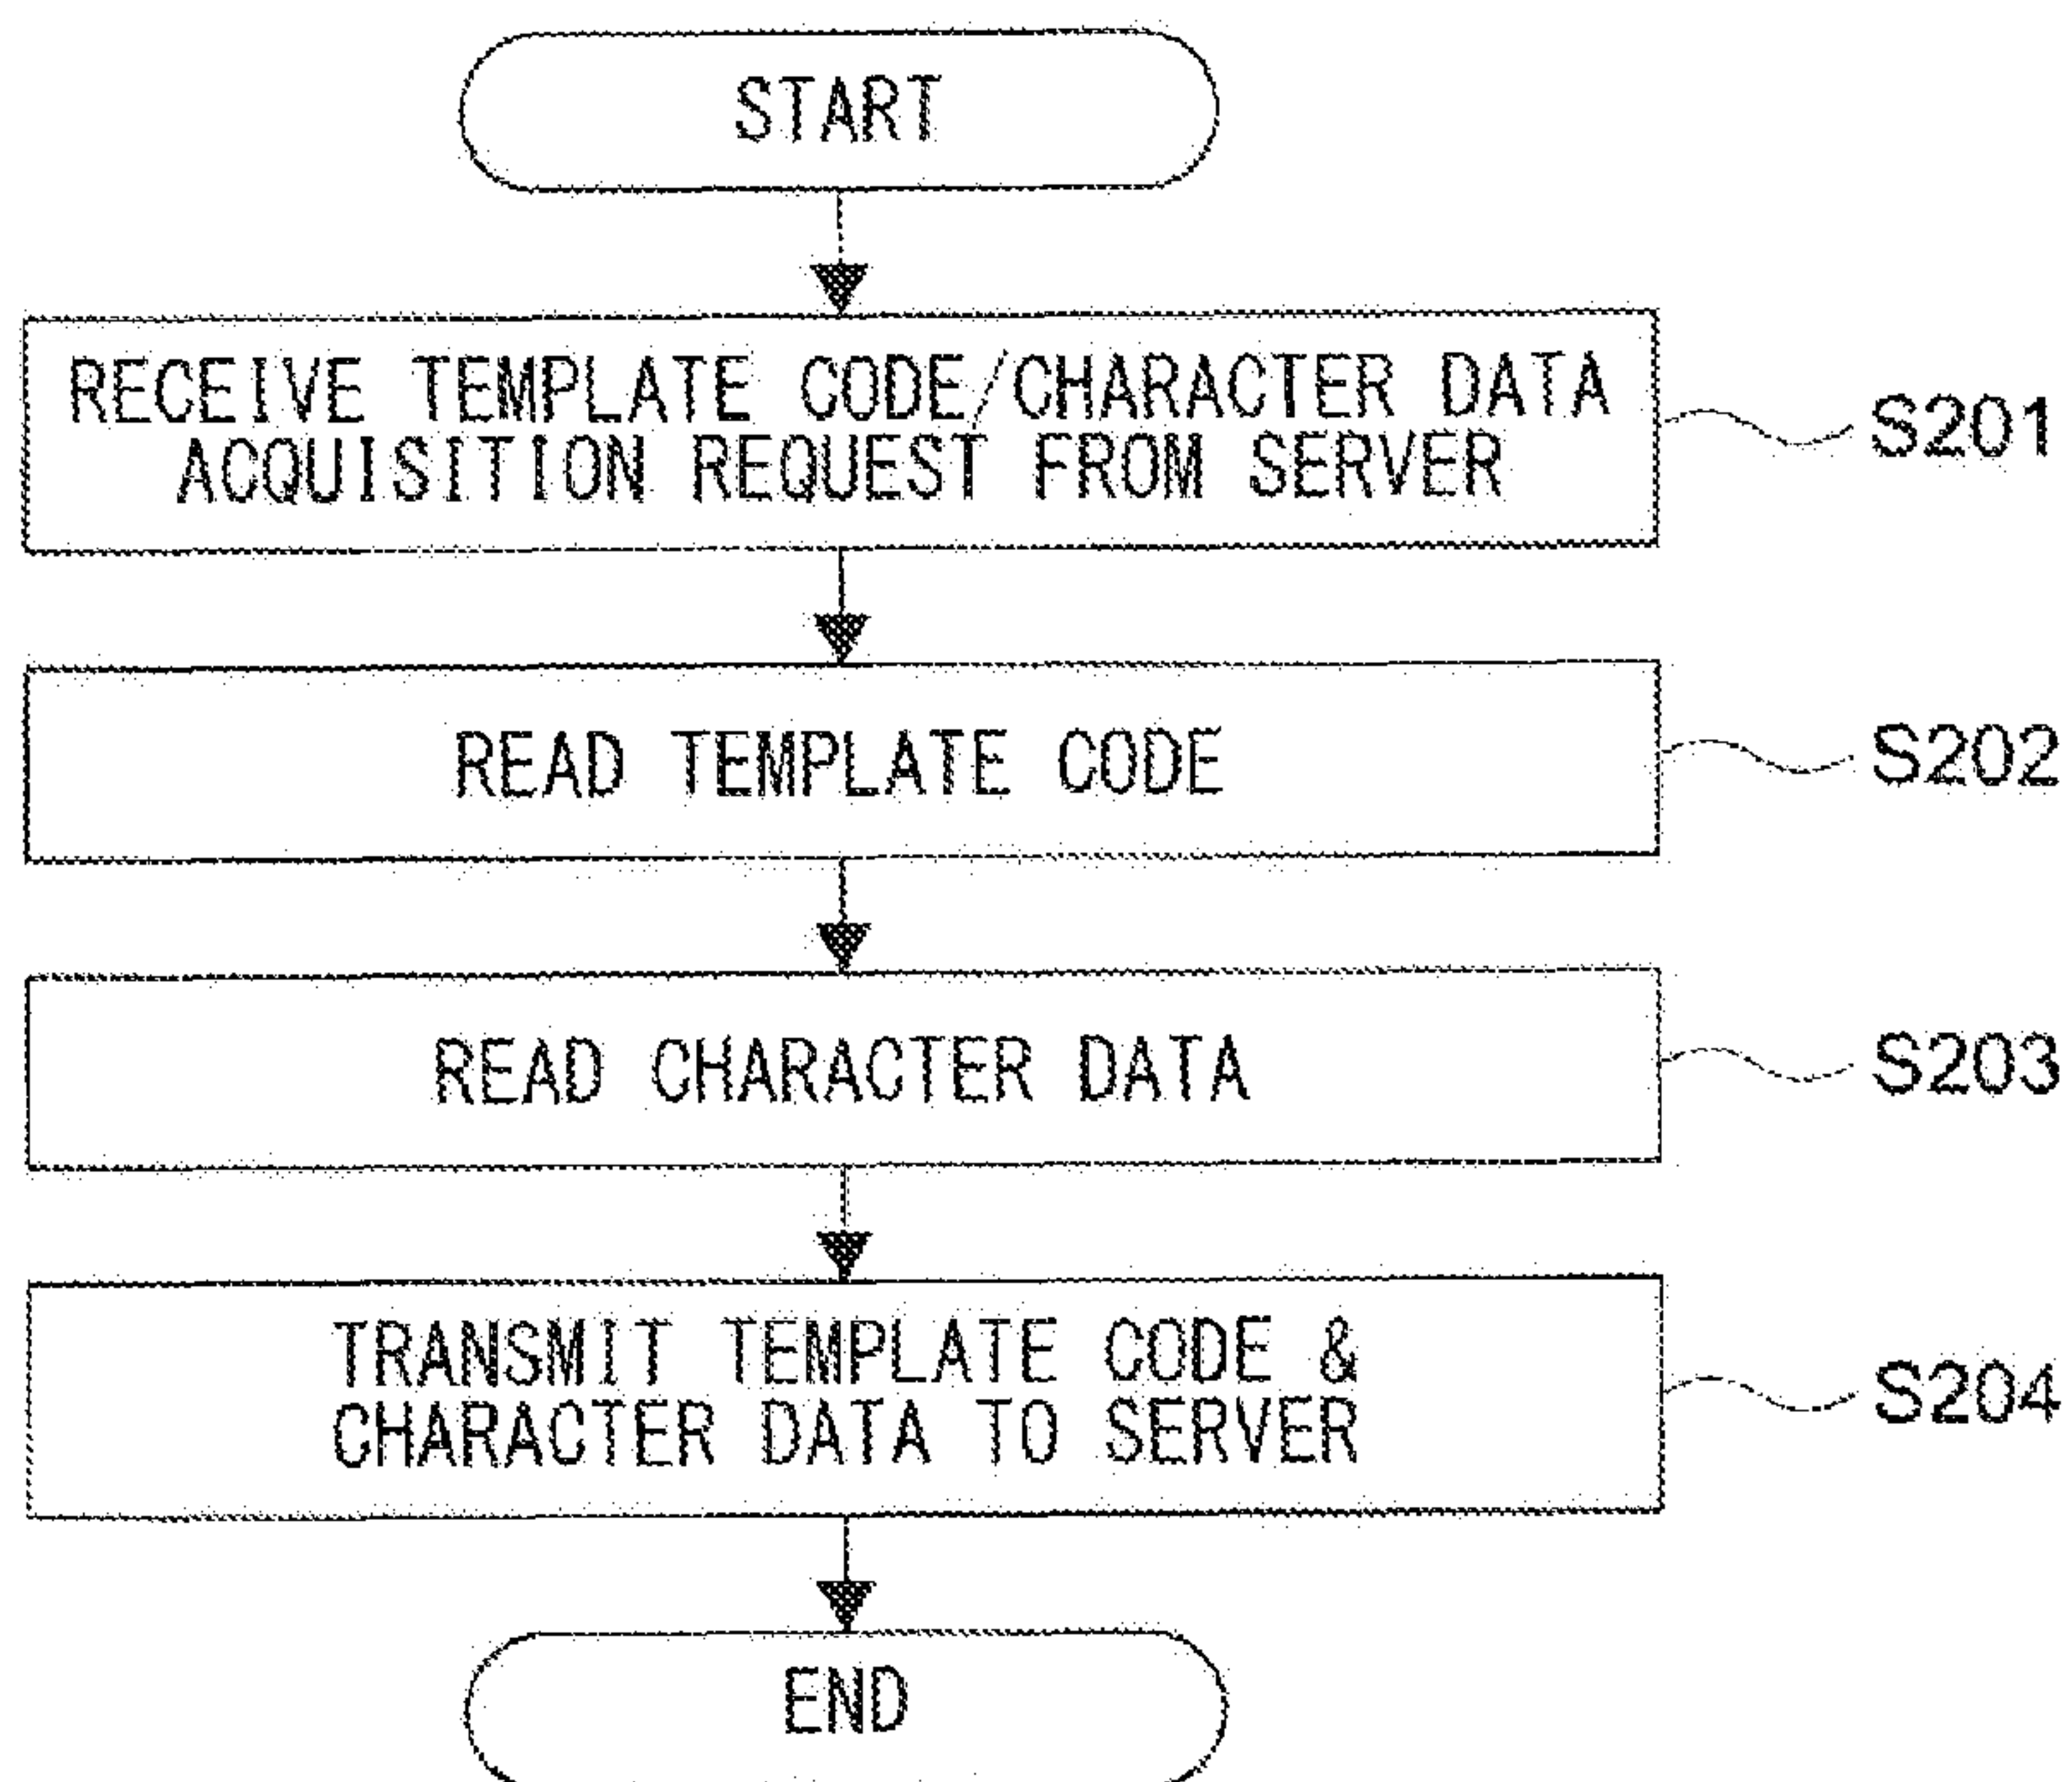 START
RECEIVE TEMPLATE CODE/CHARACTER DATA
ACQUISITION REQUEST FROM SERVER
S201
READ TEMPLATE CODE
S202
READ CHARACTER DATA
S203
TRANSMIT TEMPLATE CODE &
CHARACTER DATA TO SERVER
S204
END